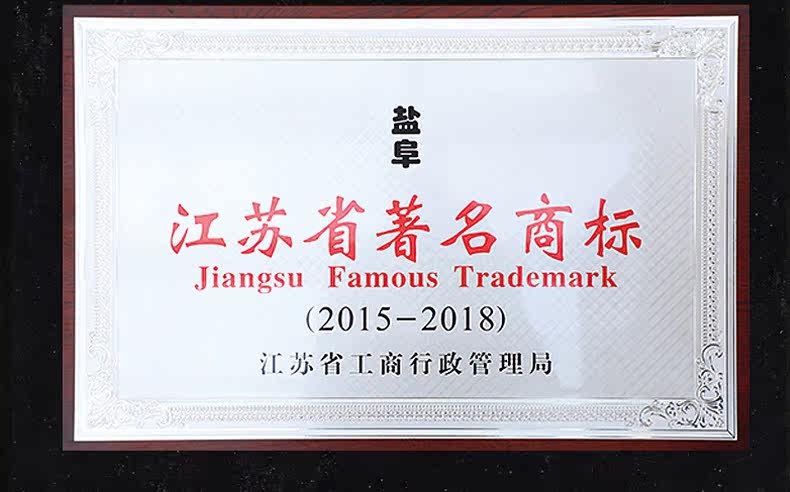 盐
阜
江苏省著名商标
Jiangsu Famous Trademark
(2015-2018)
江苏省工商行政管理局